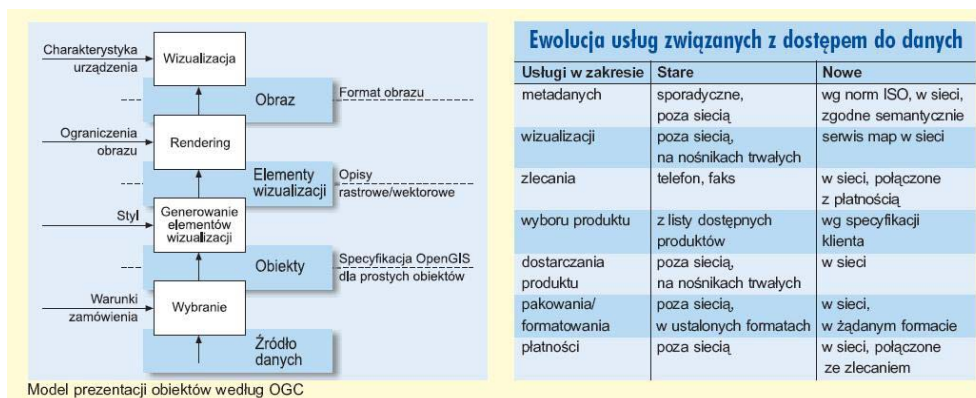 Charakterystyka
urządzenia
Wizualizacja
Obraz
Format obrazu
Ograniczenia
obrazu
Rendering
Elementy
wizualizacji
Opisy
rastrowe/wektorowe
Styl
Generowanie
elementów
wizualizacji
Obiekty
Specyfikacja OpenGIS
dla prostych obiektów
Warunki
zamówienia
Wybranie
Źródło
danych
Model prezentacji obiektów według OGC
Ewolucja usług związanych z dostępem do danych
Usługi w zakresie Stare Nowe
metadanych sporadyczne, wg norm ISO, w sieci,
poza siecią zgodne semantycznie
wizualizacji poza siecią, serwis map w sieci
na nośnikach trwałych
zlecania telefon, faks w sieci, połączone
z płatnością
wyboru produktu z listy dostępnych wg specyfikacji
produktów klienta
dostarczania poza siecią, w sieci
produktu na nośnikach trwałych
pakowania/ poza siecią, w sieci,
formatowania w ustalonych formatach w żądanym formacie
płatności poza siecią w sieci, połączone
ze zlecaniem